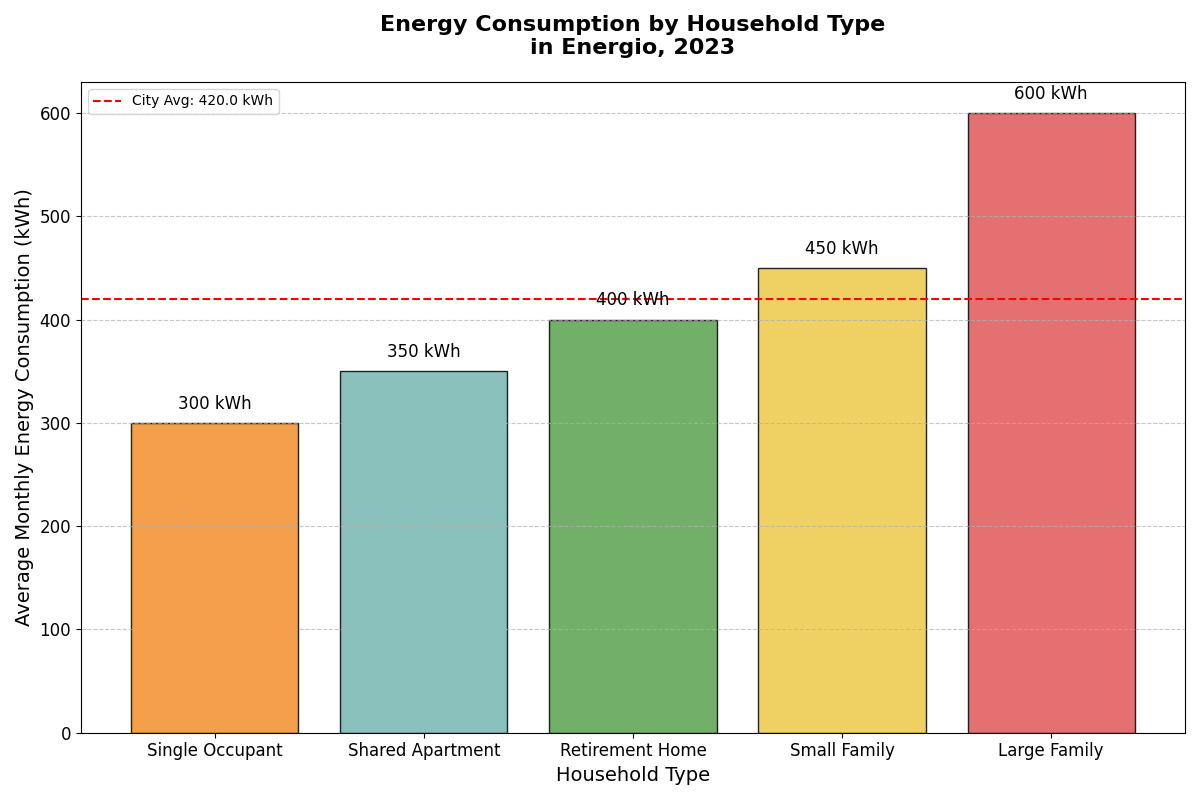 Energy Consumption by Household Type
in Energio, 2023
City Avg: 420.0 kWh
Average Monthly Energy Consumption (kWh)
600
500
400
300
200
100
0
300 kWh
350 kWh
400 kWh
450 kWh
600 kWh
Single Occupant
Shared Apartment
Retirement Home
Small Family
Large Family
Household Type